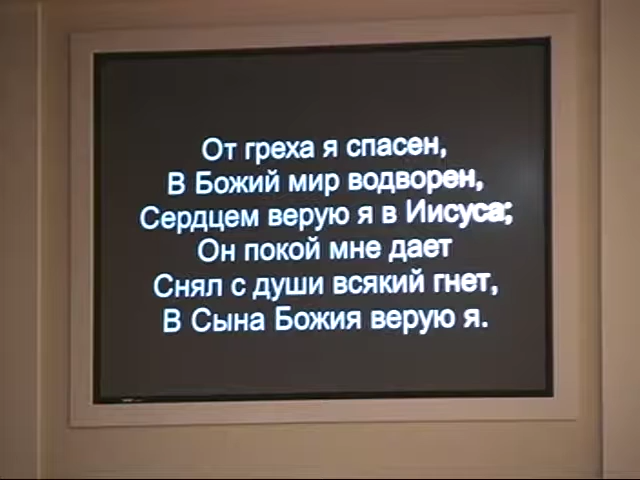 От греха я спасен,
В Божий мир водворен,
Сердцем верую я в Иисуса;
Он покой мне дает
Снял с души всякий гнет,
В Сына Божия верую я.